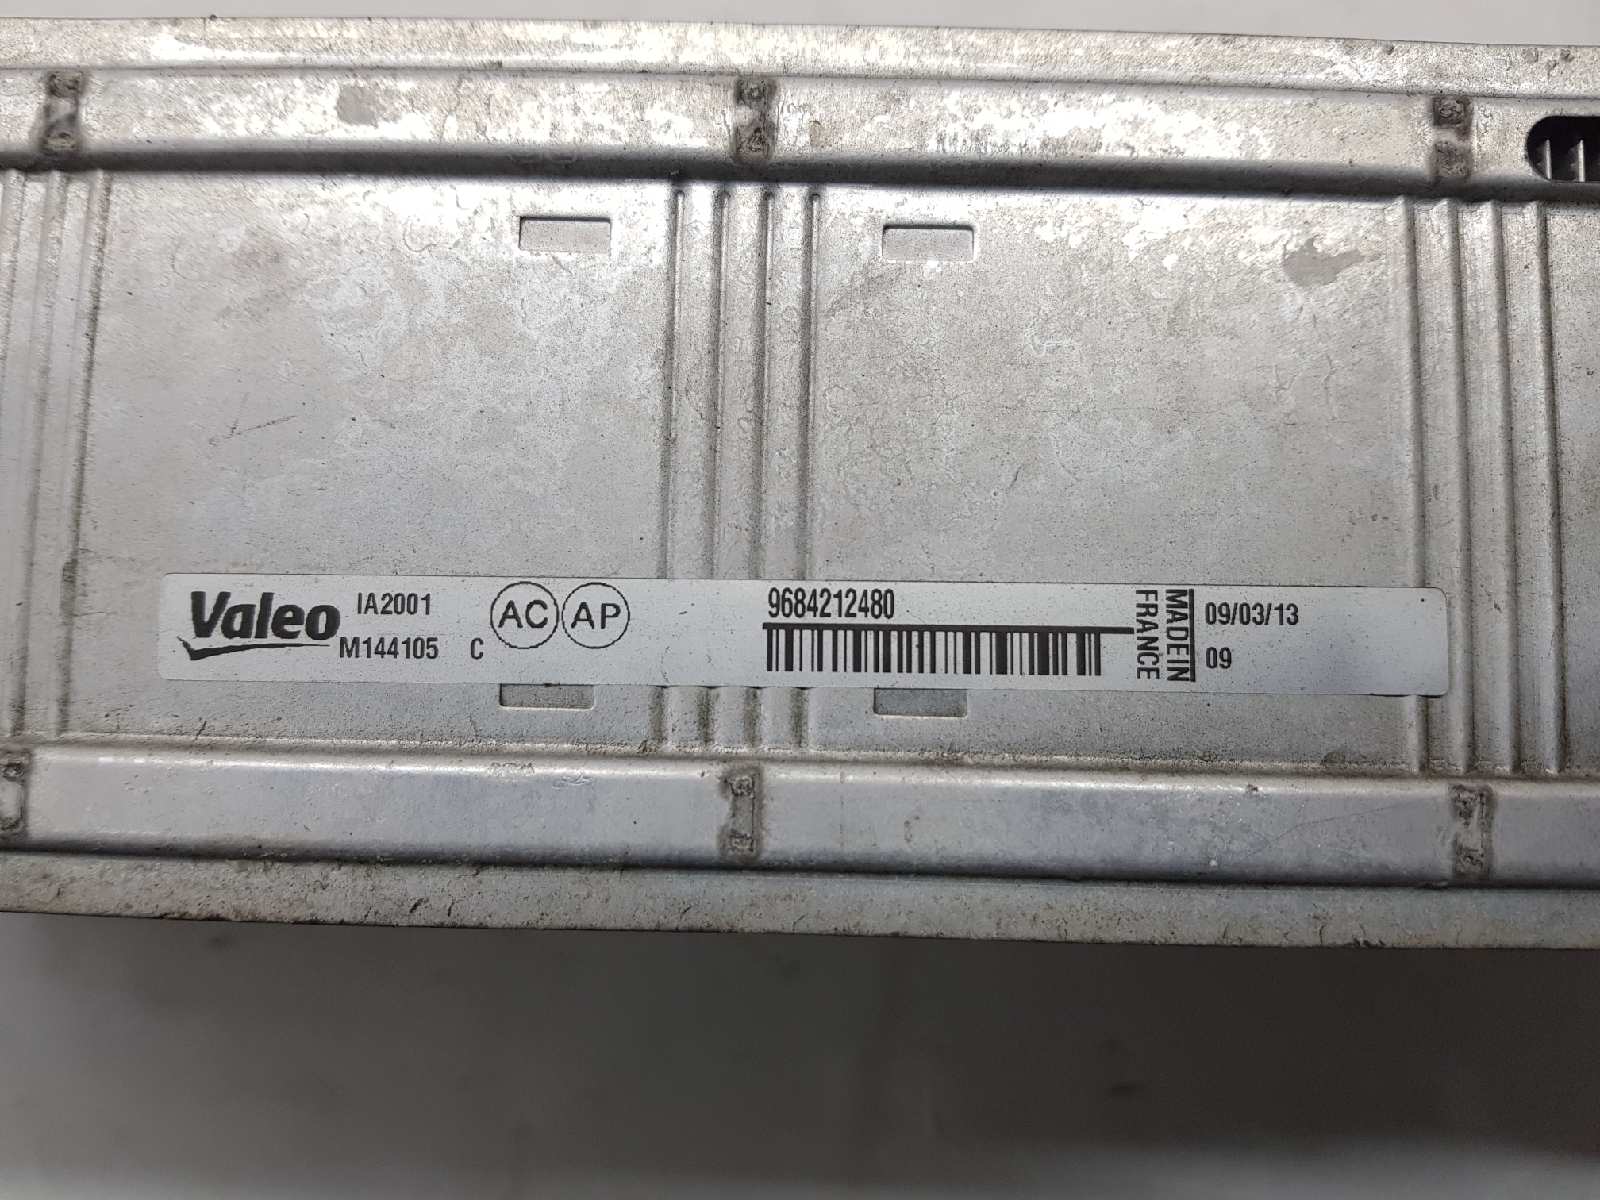 Valeo
IA2001
M144105 C
AC AP
9684212480
MADE IN
FRANCE
09/03/13
09